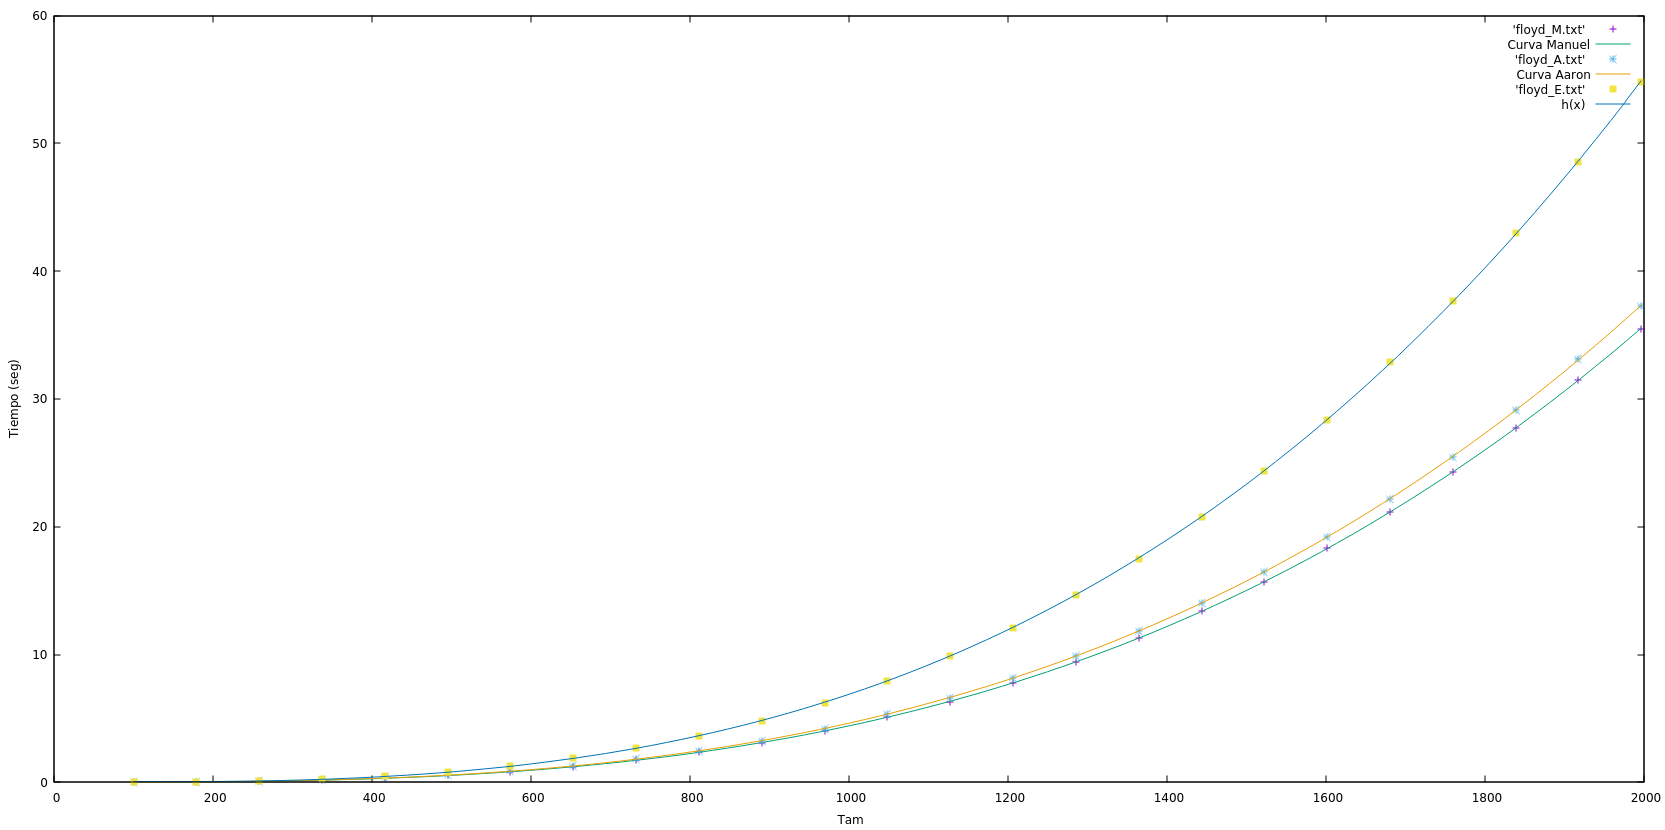 60
50
40
30
20
10
0
Tiempo (seg)
'floyd_M.txt'
Curva Manuel
'floyd_A.txt'
Curva Aaron
'floyd_E.txt'
h(x)
0 200 400 600 800 1000 1200 1400 1600 1800 2000
Tam